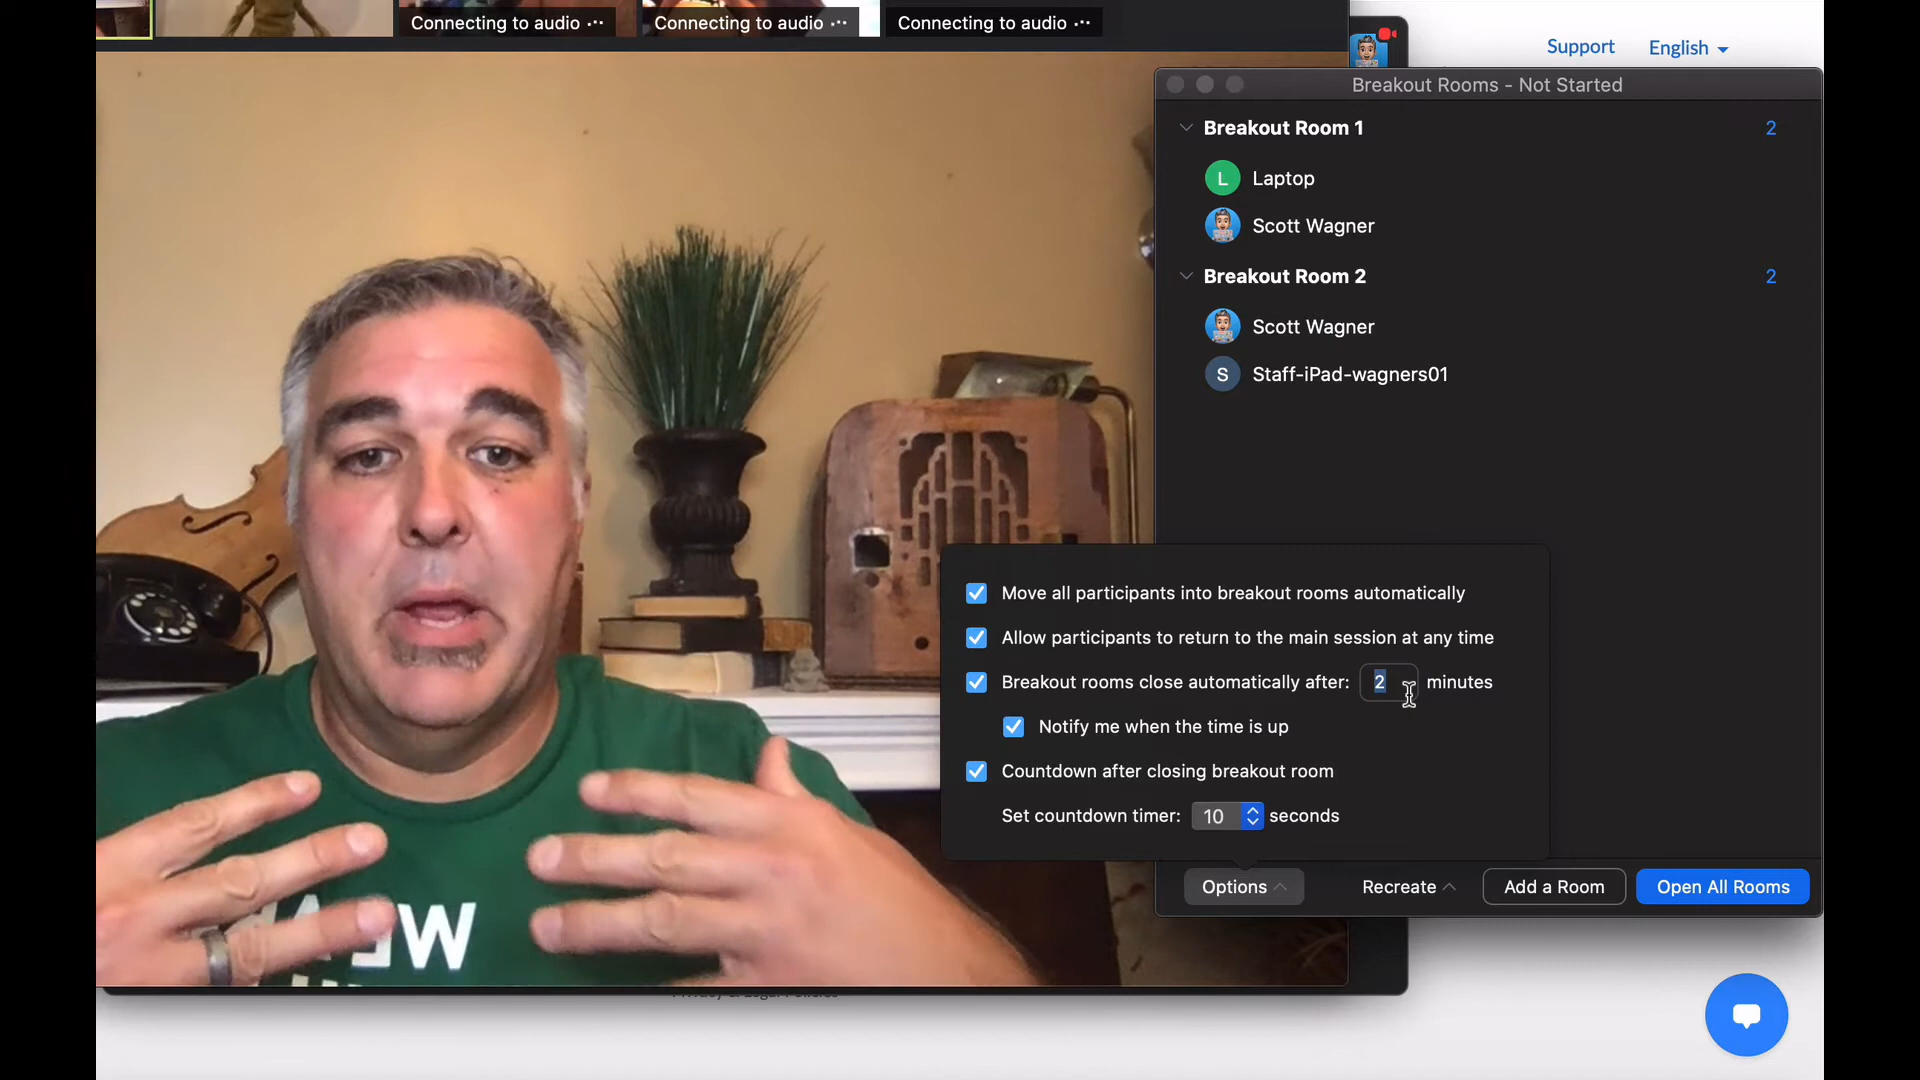 Connecting to audio ··· Connecting to audio ··· Connecting to audio ···
Support English
Breakout Rooms - Not Started
Breakout Room 1 2
L Laptop
Scott Wagner
Breakout Room 2 2
Scott Wagner
S Staff-iPad-wagners01
Move all participants into breakout rooms automatically
Allow participants to return to the main session at any time
Breakout rooms close automatically after: 2 minutes
Notify me when the time is up
Countdown after closing breakout room
Set countdown timer: 10 seconds
Options Recreate Add a Room Open All Rooms
Privacy & Legal Policies